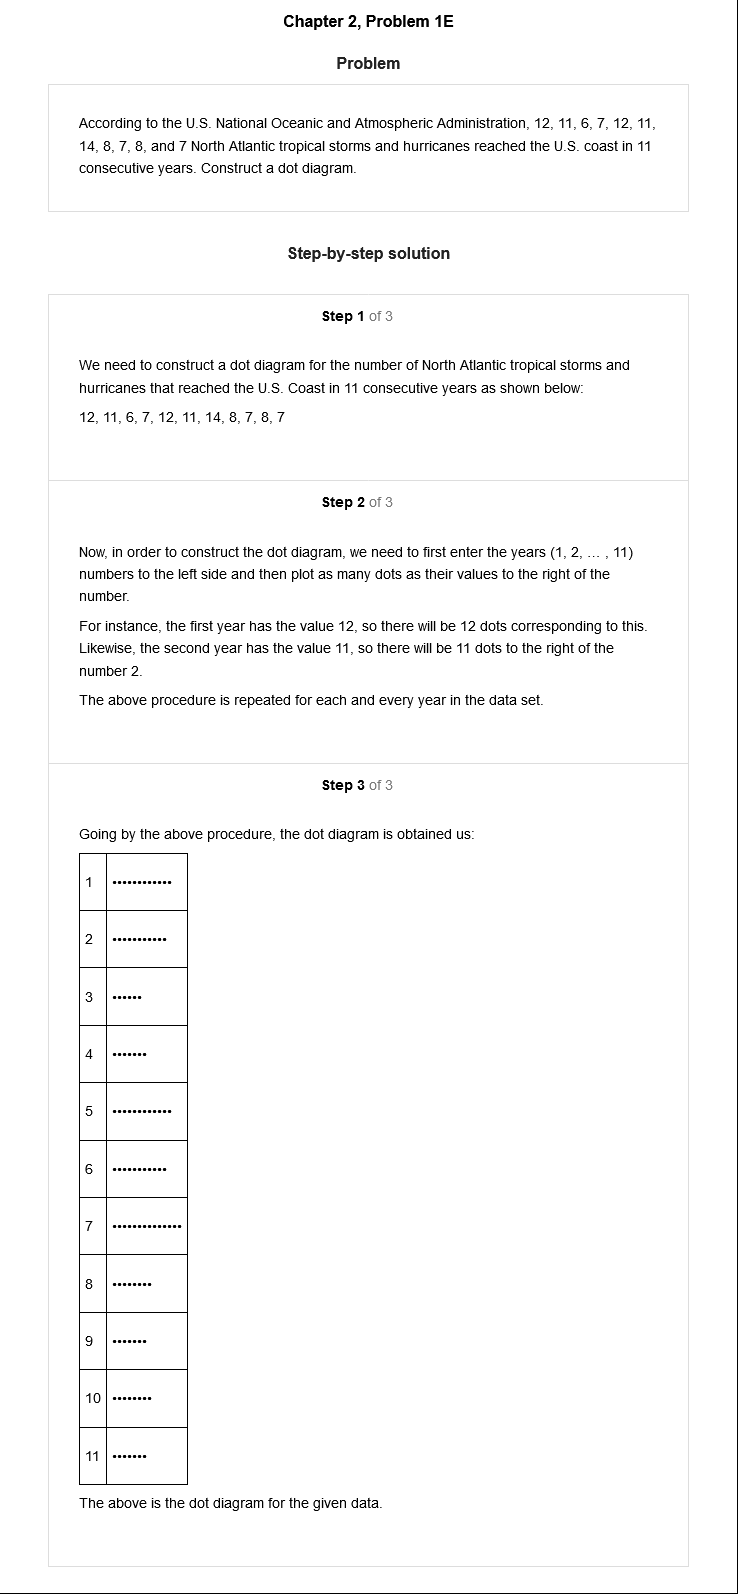 Chapter 2, Problem 1E
Problem
According to the U.S. National Oceanic and Atmospheric Administration, 12, 11, 6, 7, 12, 11,
14, 8, 7, 8, and 7 North Atlantic tropical storms and hurricanes reached the U.S. coast in 11
consecutive years. Construct a dot diagram.
Step-by-step solution
Step 1 of 3
We need to construct a dot diagram for the number of North Atlantic tropical storms and
hurricanes that reached the U.S. Coast in 11 consecutive years as shown below:
12, 11, 6, 7, 12, 11, 14, 8, 7, 8, 7
Step 2 of 3
Now, in order to construct the dot diagram, we need to first enter the years (1, 2, … , 11)
numbers to the left side and then plot as many dots as their values to the right of the
number.
For instance, the first year has the value 12, so there will be 12 dots corresponding to this.
Likewise, the second year has the value 11, so there will be 11 dots to the right of the
number 2.
The above procedure is repeated for each and every year in the data set.
Step 3 of 3
Going by the above procedure, the dot diagram is obtained us:
1 ••••••••••••
2 •••••••••••
3 ••••••
4 •••••••
5 ••••••••••••
6 •••••••••••
7 ••••••••••••••
8 ••••••••
9 •••••••
10 ••••••••
11 •••••••
The above is the dot diagram for the given data.